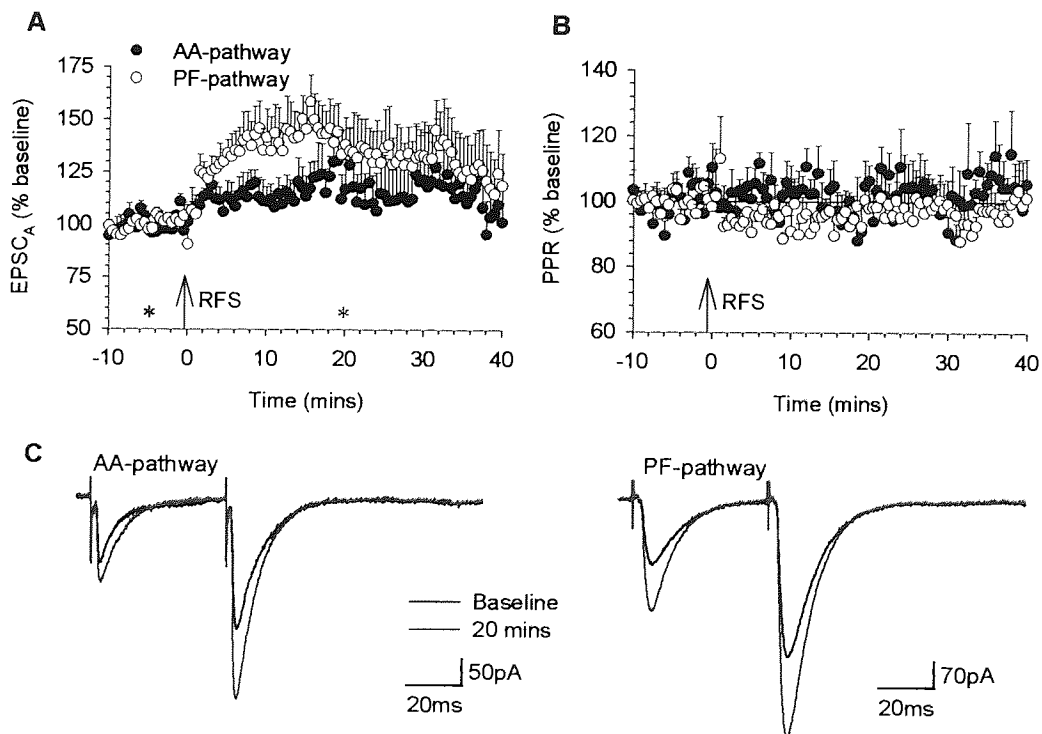 A
AA-pathway
PF-pathway
175
150
125
100
75
50
EPSC_A (% baseline)
RFS
*
*
-10 0 10 20 30 40
Time (mins)
B
140
120
100
80
60
PPR (% baseline)
RFS
-10 0 10 20 30 40
Time (mins)
C
AA-pathway
Baseline
20 mins
50pA
20ms
PF-pathway
70pA
20ms